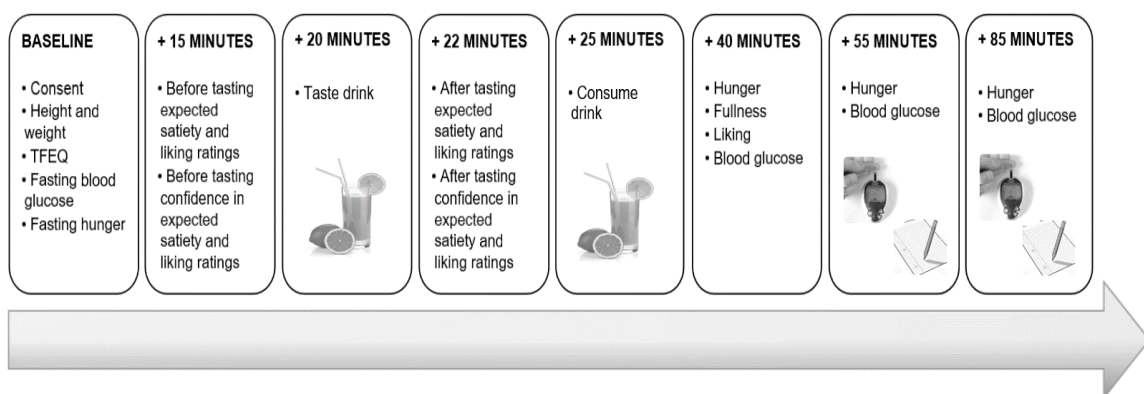 BASELINE
• Consent
• Height and
weight
• TFEQ
• Fasting blood
glucose
• Fasting hunger
+ 15 MINUTES
• Before tasting
expected
satiety and
liking ratings
• Before tasting
confidence in
expected
satiety and
liking ratings
+ 20 MINUTES
• Taste drink
+ 22 MINUTES
• After tasting
expected
satiety and
liking ratings
• After tasting
confidence in
expected
satiety and
liking ratings
+ 25 MINUTES
• Consume
drink
+ 40 MINUTES
• Hunger
• Fullness
• Liking
• Blood glucose
+ 55 MINUTES
• Hunger
• Blood glucose
+ 85 MINUTES
• Hunger
• Blood glucose